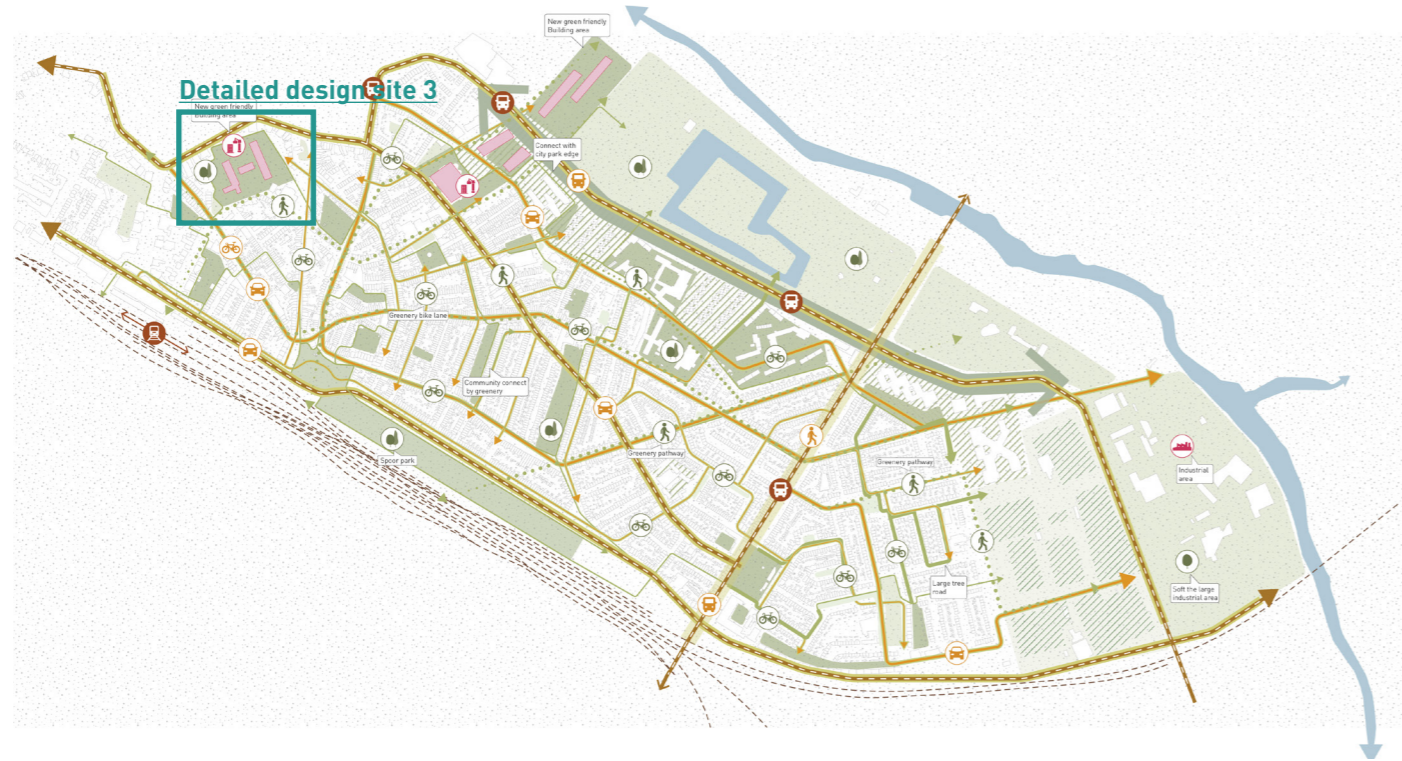 New green friendly
Building area
Detailed design site 3
New green friendly
Building area
Connect with
city park edge
Greenery bike lane
Community connect
by greenery
Spoor park
Greenery pathway
Greenery pathway
Industrial
area
Large tree
road
Soft the large
industrial area